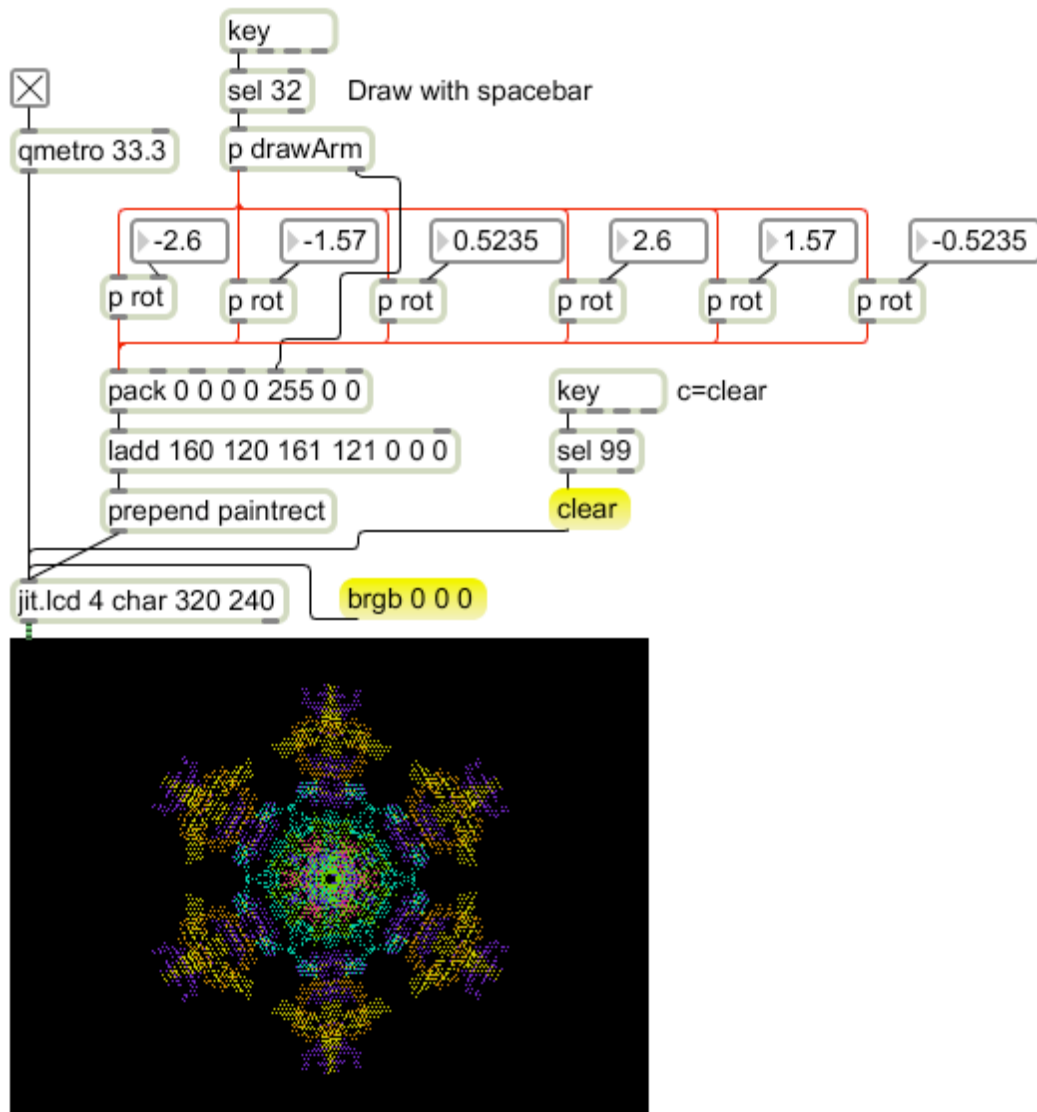 key
sel 32
Draw with spacebar
qmetro 33.3
p drawArm
-2.6
-1.57
0.5235
2.6
1.57
-0.5235
p rot
p rot
p rot
p rot
p rot
p rot
pack 0 0 0 0 255 0 0
key
c=clear
ladd 160 120 161 121 0 0 0
sel 99
prepend paintrect
clear
jit.lcd 4 char 320 240
brgb 0 0 0